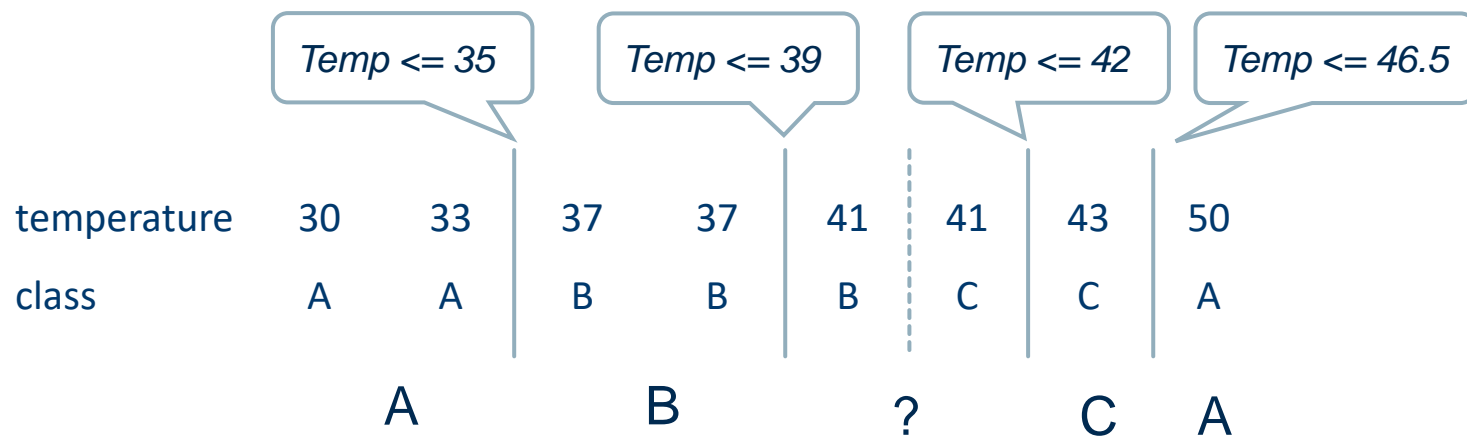 Temp <= 35 Temp <= 39 Temp <= 42 Temp <= 46.5
temperature 30 33 37 37 41 41 43 50
class A A B B B C C A
A B ? C A